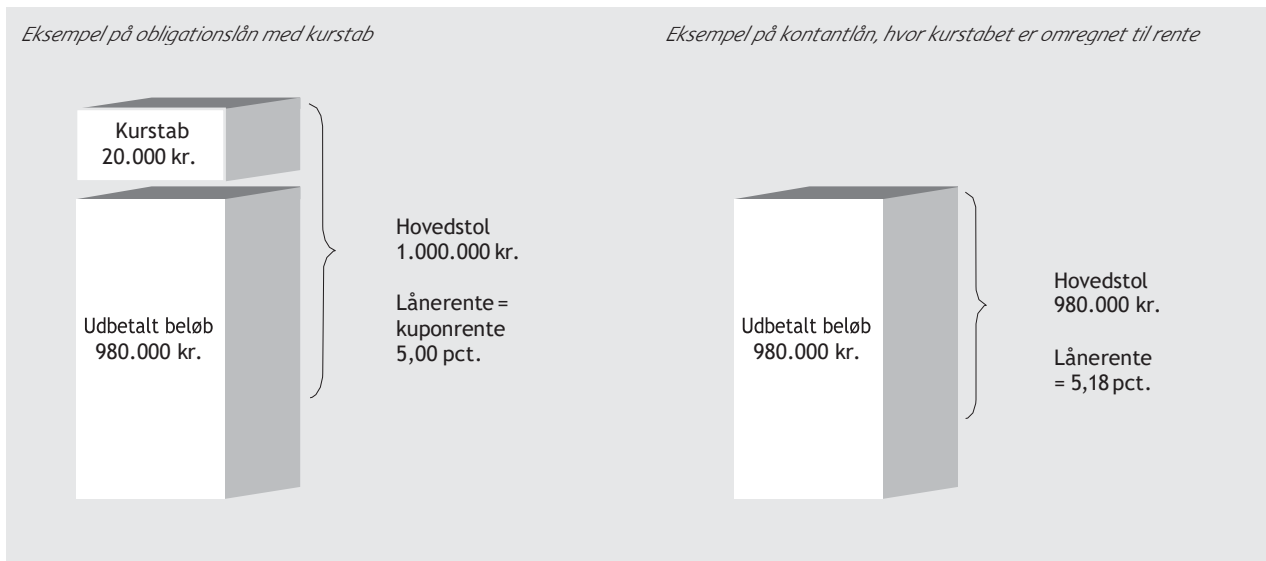 Eksempel på obligationslån med kurstab
Kurstab
20.000 kr.
Udbetalt beløb
980.000 kr.
Hovedstol
1.000.000 kr.
Lånerente =
kuponrente
5,00 pct.
Eksempel på kontantlån, hvor kurstabet er omregnet til rente
Udbetalt beløb
980.000 kr.
Hovedstol
980.000 kr.
Lånerente
= 5,18 pct.